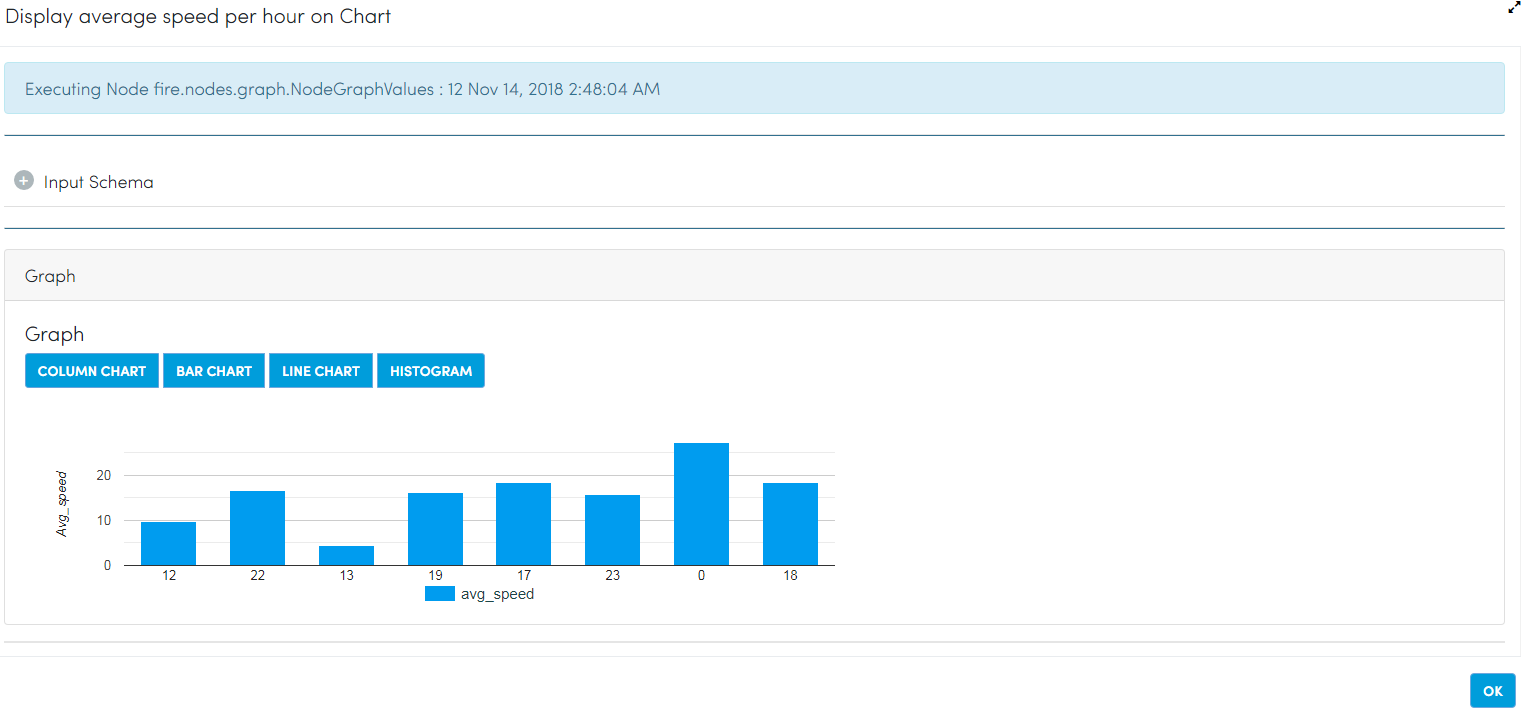 Display average speed per hour on Chart
Executing Node fire.nodes.graph.NodeGraphValues : 12 Nov 14, 2018 2:48:04 AM
Input Schema
Graph
Graph
COLUMN CHART BAR CHART LINE CHART HISTOGRAM
Avg_speed
20
10
0
12 22 13 19 17 23 0 18
avg_speed
OK